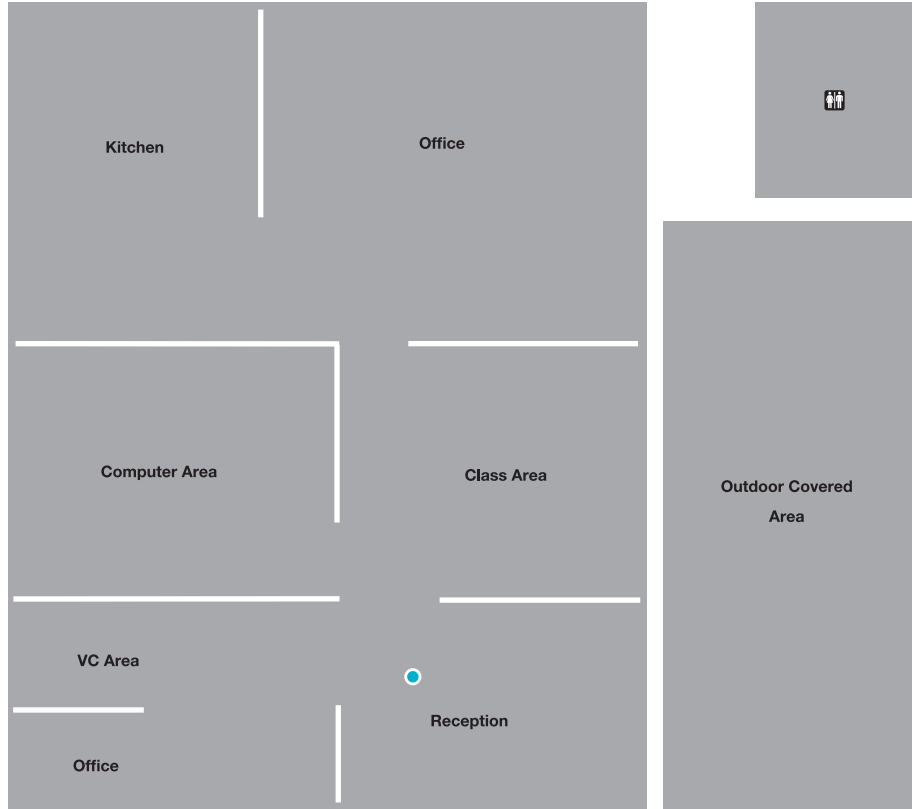 Kitchen
Office
Computer Area
Class Area
Outdoor Covered
Area
VC Area
Reception
Office